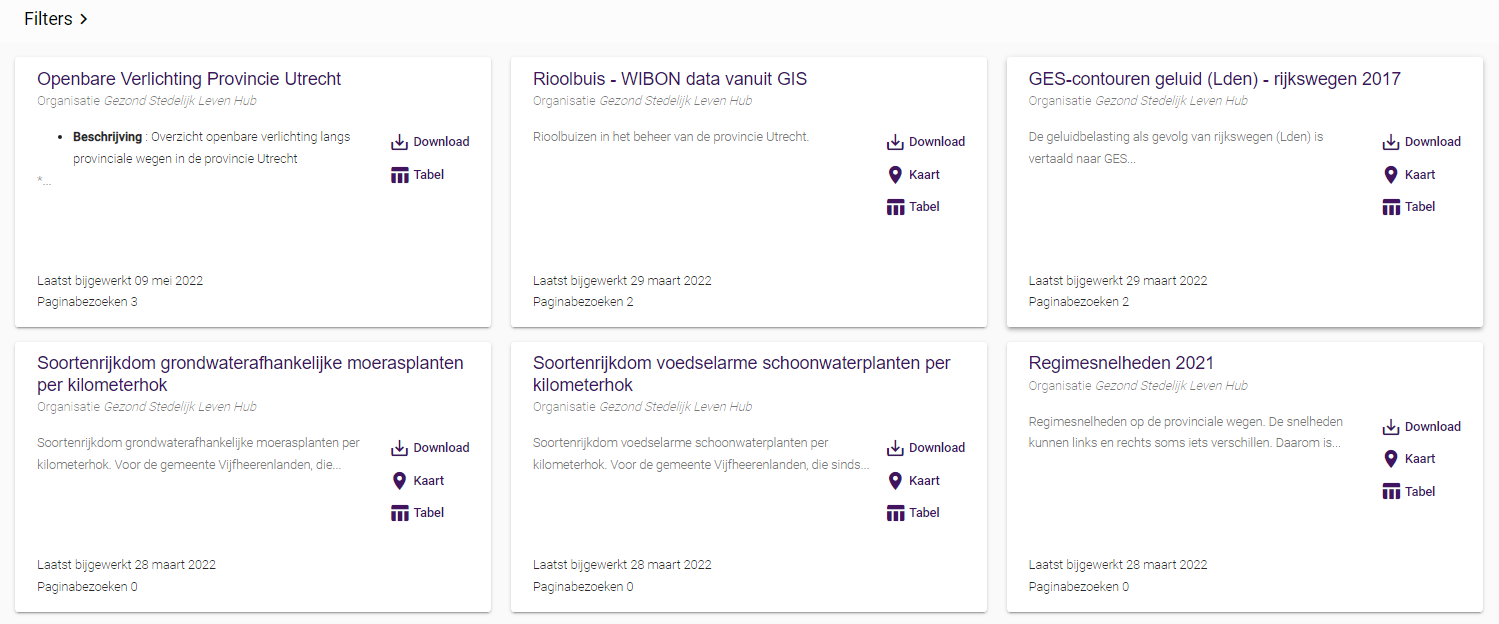 Filters
Openbare Verlichting Provincie Utrecht
Organisatie Gezond Stedelijk Leven Hub
• Beschrijving : Overzicht openbare verlichting langs
provinciale wegen in de provincie Utrecht
*...
Download
Tabel
Laatst bijgewerkt 09 mei 2022
Paginabezoeken 3
Rioolbuis - WIBON data vanuit GIS
Organisatie Gezond Stedelijk Leven Hub
Rioolbuizen in het beheer van de provincie Utrecht.
Download
Kaart
Tabel
Laatst bijgewerkt 29 maart 2022
Paginabezoeken 2
GES-contouren geluid (Lden) - rijkswegen 2017
Organisatie Gezond Stedelijk Leven Hub
De geluidbelasting als gevolg van rijkswegen (Lden) is
vertaald naar GES...
Download
Kaart
Tabel
Laatst bijgewerkt 29 maart 2022
Paginabezoeken 2
Soortenrijkdom grondwaterafhankelijke moerasplanten
per kilometerhok
Organisatie Gezond Stedelijk Leven Hub
Soortenrijkdom grondwaterafhankelijke moerasplanten per
kilometerhok. Voor de gemeente Vijfheerenlanden, die...
Download
Kaart
Tabel
Laatst bijgewerkt 28 maart 2022
Paginabezoeken 0
Soortenrijkdom voedselarme schoonwaterplanten per
kilometerhok
Organisatie Gezond Stedelijk Leven Hub
Soortenrijkdom voedselarme schoonwaterplanten per
kilometerhok. Voor de gemeente Vijfheerenlanden, die sinds...
Download
Kaart
Tabel
Laatst bijgewerkt 28 maart 2022
Paginabezoeken 0
Regimesnelheden 2021
Organisatie Gezond Stedelijk Leven Hub
Regimesnelheden op de provinciale wegen. De snelheden
kunnen links en rechts soms iets verschillen. Daarom is...
Download
Kaart
Tabel
Laatst bijgewerkt 28 maart 2022
Paginabezoeken 0